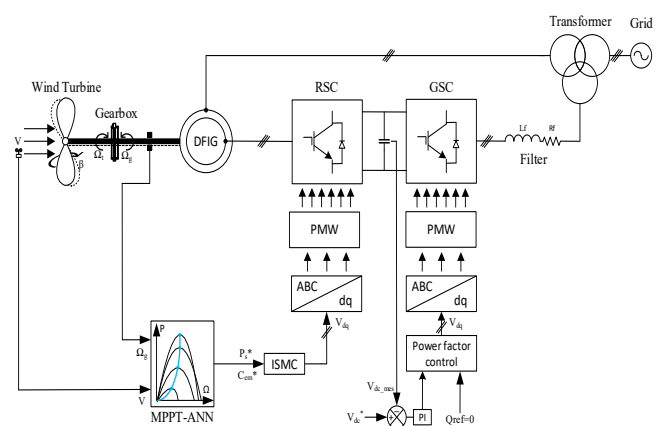 Transformer Grid
Wind Turbine
RSC
GSC
Gearbox
V
Ωt
Ωg
β
DFIG
Lf
Rf
Filter
PMW
PMW
ABC
dq
ABC
dq
Vdq
Vdq
P
Ωg
Ps*
Cem*
ISMC
Power factor
control
Ω
V
MPPT-ANN
Vdc_mes
Vdc*
PI
Qref=0